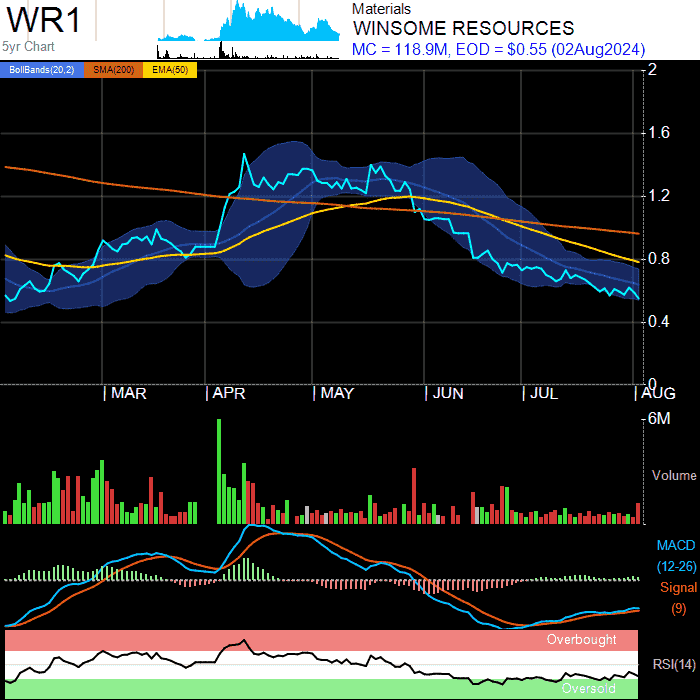 WR1
5yr Chart
Materials
WINSOME RESOURCES
MC = 118.9M, EOD = $0.55 (02Aug2024)
BollBands(20,2) SMA(200) EMA(50)
2
1.6
1.2
0.8
0.4
0
MAR APR MAY JUN JUL AUG
6M
Volume
MACD
(12-26)
Signal
(9)
Overbought
RSI(14)
Oversold